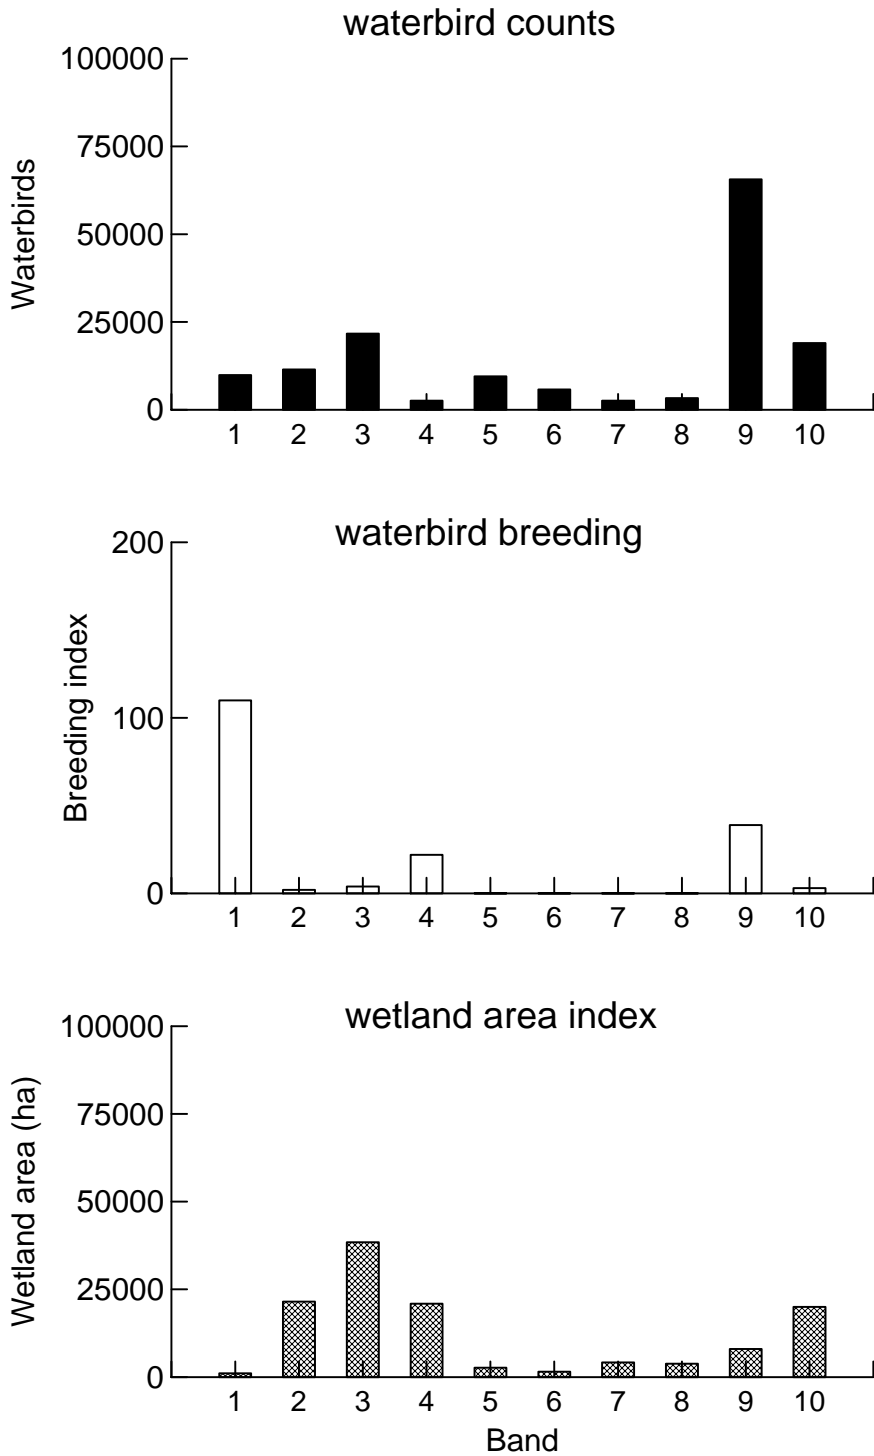 waterbird counts
100000
75000
50000
25000
0
Waterbirds
1 2 3 4 5 6 7 8 9 10
waterbird breeding
200
100
0
Breeding index
1 2 3 4 5 6 7 8 9 10
wetland area index
100000
75000
50000
25000
0
Wetland area (ha)
1 2 3 4 5 6 7 8 9 10
Band